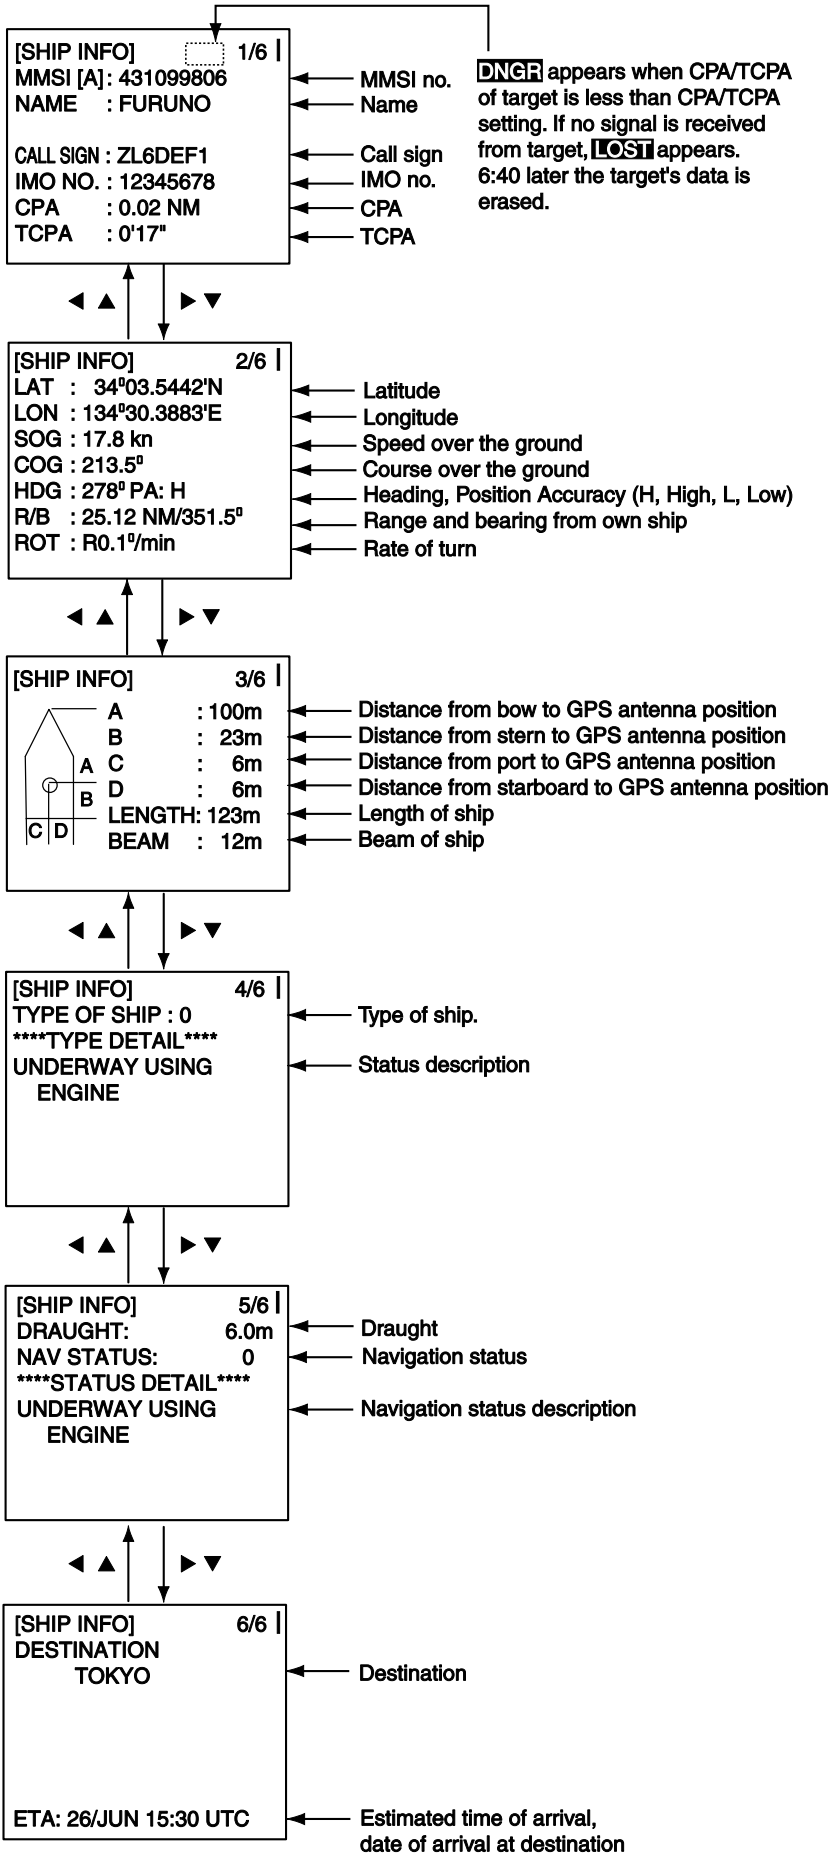 [SHIP INFO] 1/6
MMSI [A]: 431099806
NAME : FURUNO
CALL SIGN : ZL6DEF1
IMO NO. : 12345678
CPA : 0.02 NM
TCPA : 0'17"
MMSI no.
Name
Call sign
IMO no.
CPA
TCPA
DNGR appears when CPA/TCPA
of target is less than CPA/TCPA
setting. If no signal is received
from target, LOST appears.
6:40 later the target's data is
erased.
◀ ▲ ▶ ▼
[SHIP INFO] 2/6
LAT : 34°03.5442'N
LON : 134°30.3883'E
SOG : 17.8 kn
COG : 213.5°
HDG : 278° PA: H
R/B : 25.12 NM/351.5°
ROT : R0.1°/min
Latitude
Longitude
Speed over the ground
Course over the ground
Heading, Position Accuracy (H, High, L, Low)
Range and bearing from own ship
Rate of turn
◀ ▲ ▶ ▼
[SHIP INFO] 3/6
A : 100m
B : 23m
C : 6m
D : 6m
LENGTH: 123m
BEAM : 12m
A
B
C D
Distance from bow to GPS antenna position
Distance from stern to GPS antenna position
Distance from port to GPS antenna position
Distance from starboard to GPS antenna position
Length of ship
Beam of ship
◀ ▲ ▶ ▼
[SHIP INFO] 4/6
TYPE OF SHIP : 0
****TYPE DETAIL****
UNDERWAY USING
ENGINE
Type of ship.
Status description
◀ ▲ ▶ ▼
[SHIP INFO] 5/6
DRAUGHT: 6.0m
NAV STATUS: 0
****STATUS DETAIL****
UNDERWAY USING
ENGINE
Draught
Navigation status
Navigation status description
◀ ▲ ▶ ▼
[SHIP INFO] 6/6
DESTINATION
TOKYO
ETA: 26/JUN 15:30 UTC
Destination
Estimated time of arrival,
date of arrival at destination